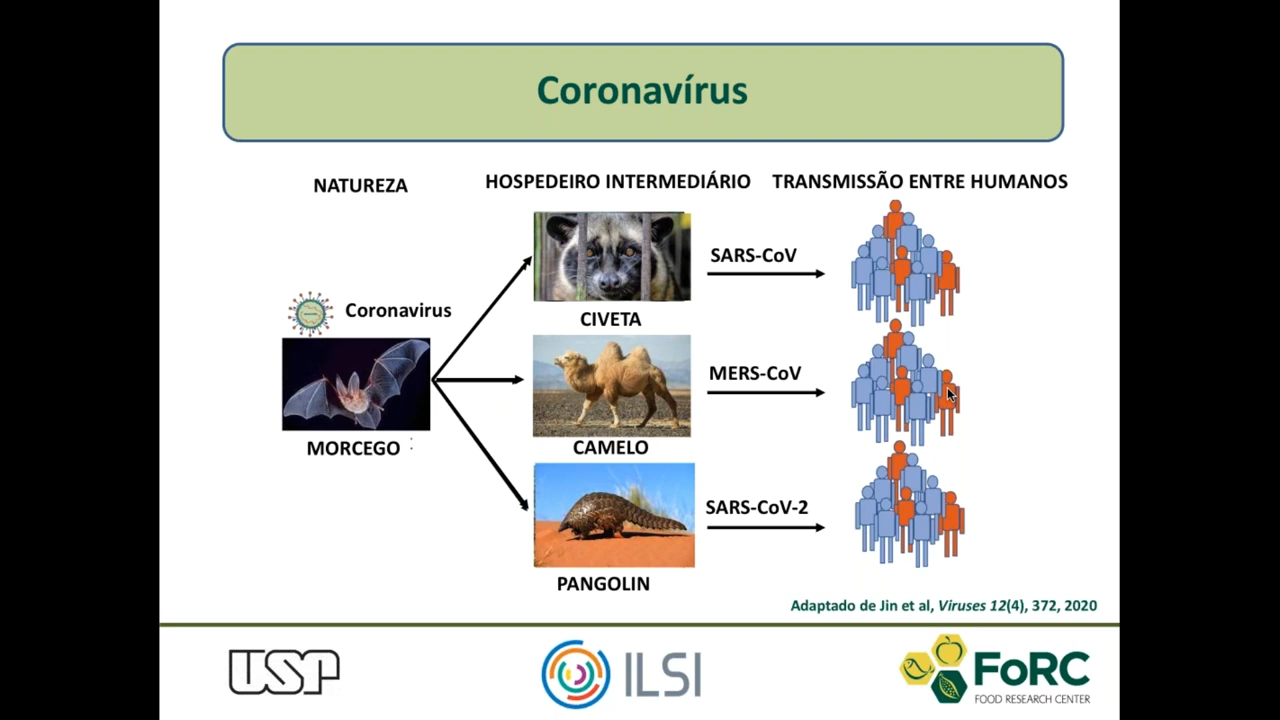 Coronavírus
NATUREZA
HOSPEDEIRO INTERMEDIÁRIO
TRANSMISSÃO ENTRE HUMANOS
Coronavirus
MORCEGO
CIVETA
SARS-CoV
CAMELO
MERS-CoV
PANGOLIN
SARS-CoV-2
Adaptado de Jin et al, Viruses 12(4), 372, 2020
USP
ILSI
FoRC
FOOD RESEARCH CENTER